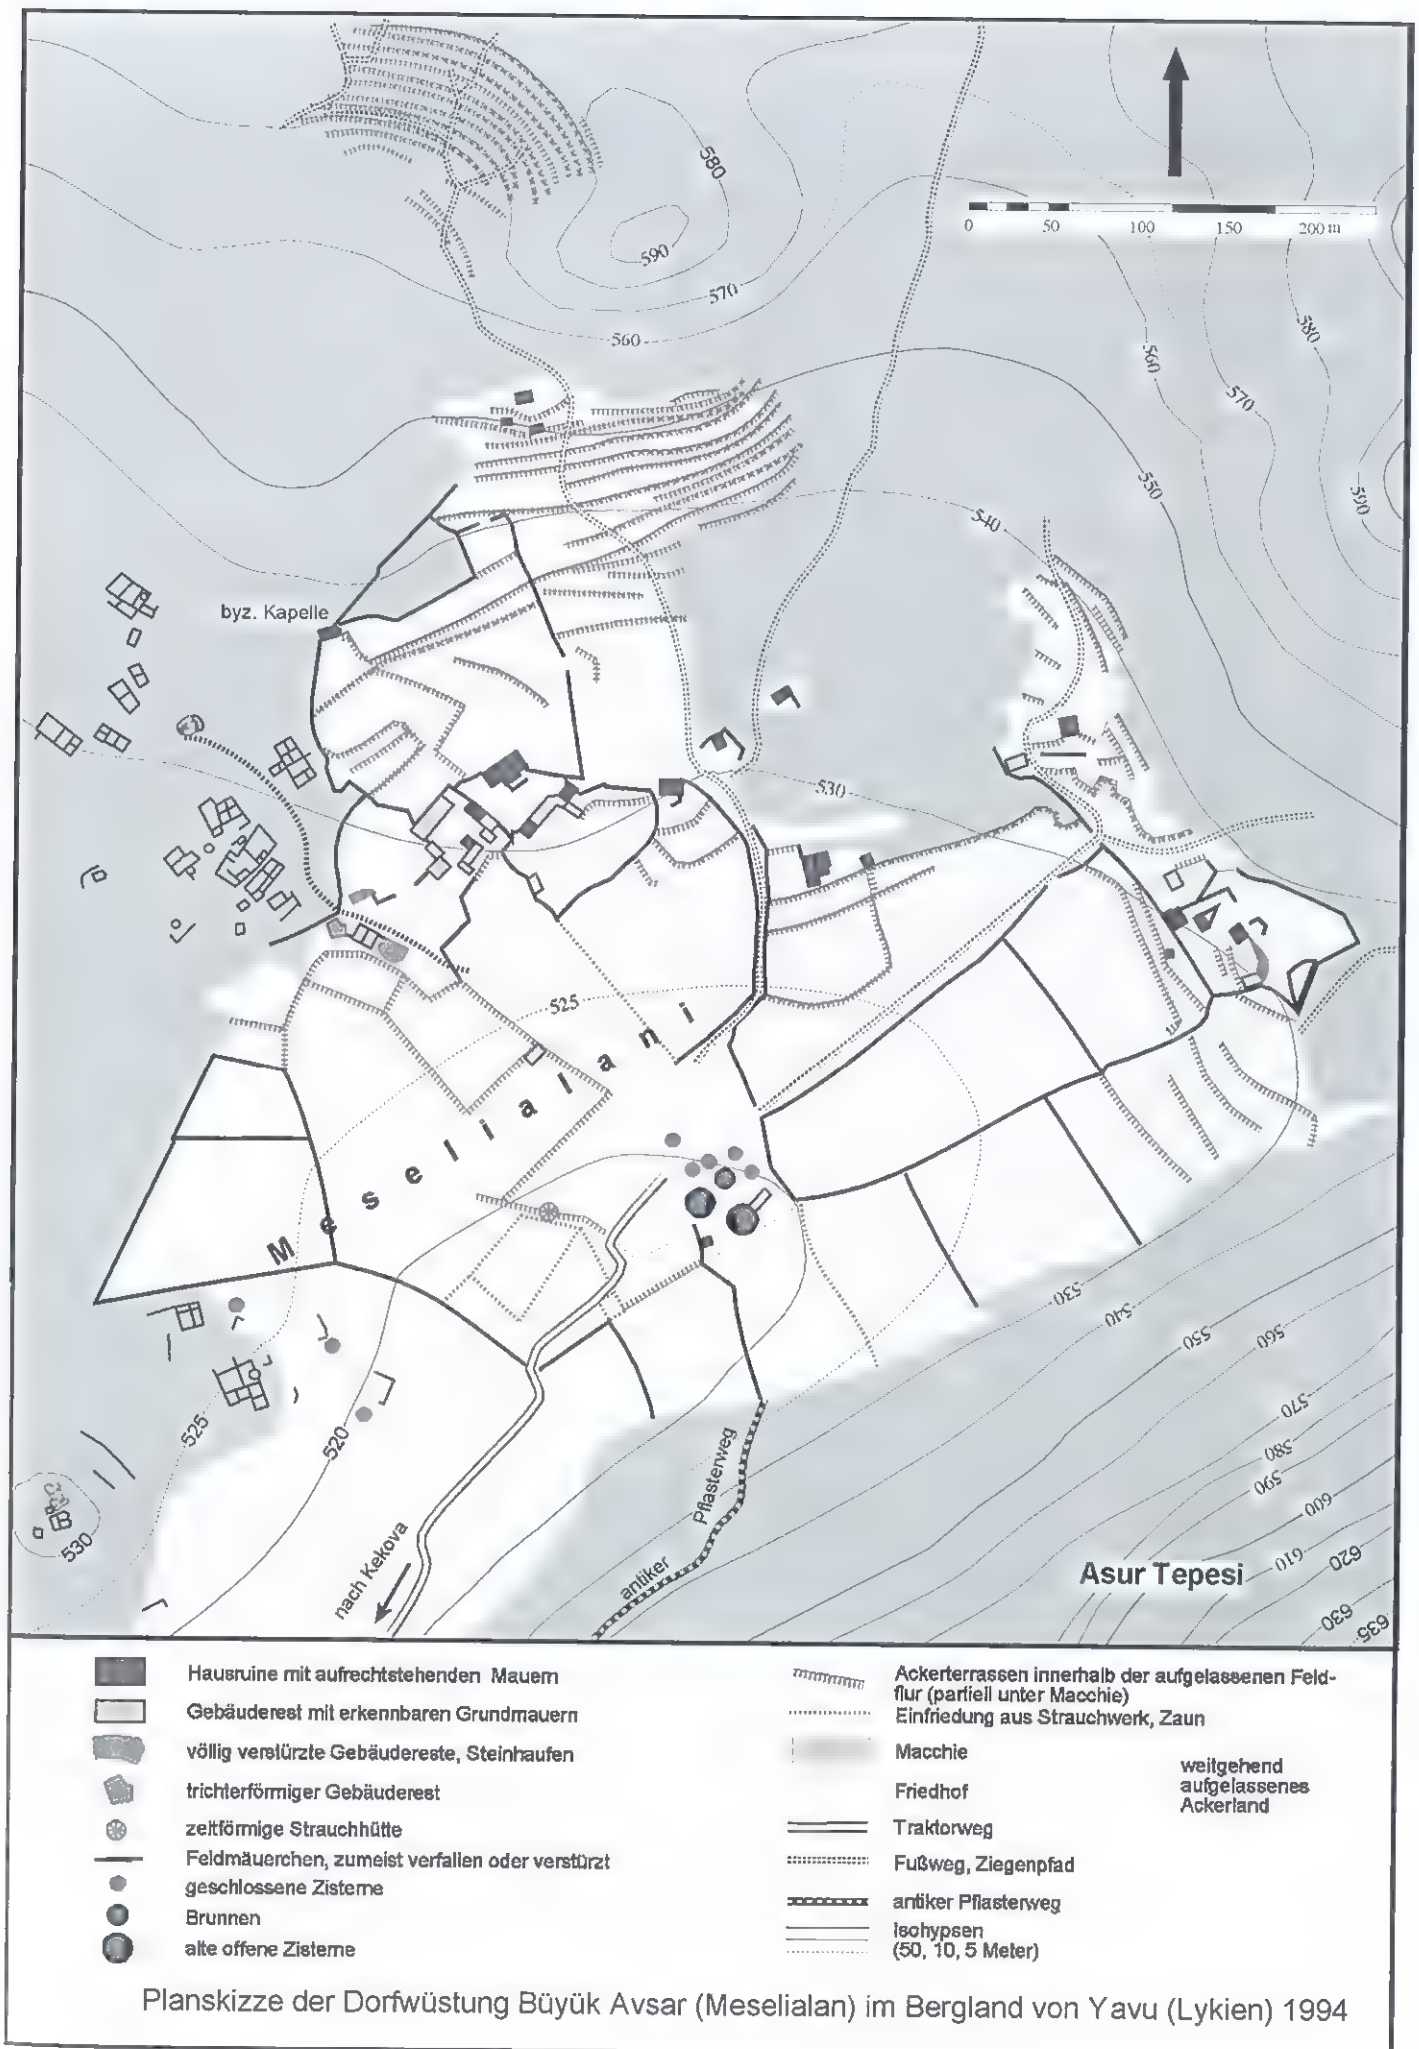 580
590
570
560
0 50 100 150 200 m
580
560
570
550
590
540
byz. Kapelle
530
525
Meselialani
530
540
550
560
570
580
590
600
610
620
630
635
525
520
530
nach Kekova
antiker Pflasterweg
Asur Tepesi
Hausruine mit aufrechtstehenden Mauern
Gebäuderest mit erkennbaren Grundmauern
völlig verstürzte Gebäudereste, Steinhaufen
trichterförmiger Gebäuderest
zeltförmige Strauchhütte
Feldmäuerchen, zumeist verfallen oder verstürzt
geschlossene Zisterne
Brunnen
alte offene Zisterne
Ackerterrassen innerhalb der aufgelassenen Feld-
flur (partiell unter Macchie)
Einfriedung aus Strauchwerk, Zaun
Macchie
Friedhof
weitgehend
aufgelassenes
Ackerland
Traktorweg
Fußweg, Ziegenpfad
antiker Pflasterweg
Isohypsen
(50, 10, 5 Meter)
Planskizze der Dorfwüstung Büyük Avsar (Meselialan) im Bergland von Yavu (Lykien) 1994